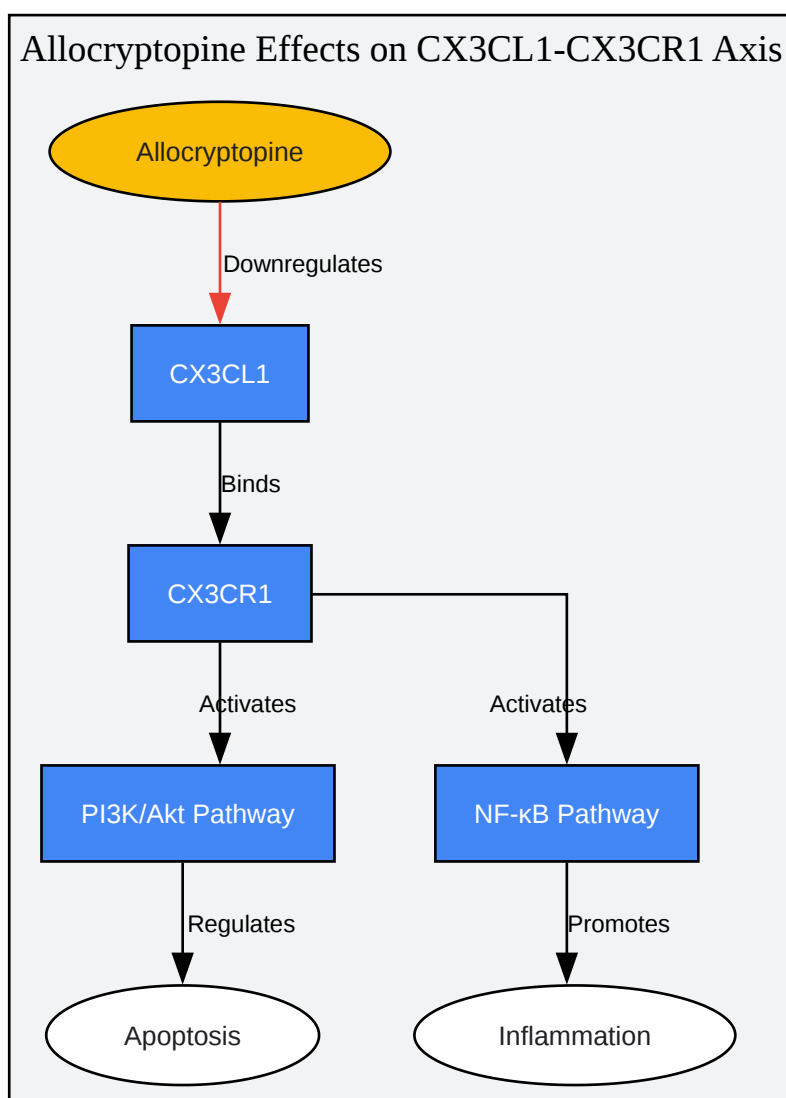 Allocryptopine Effects on CX3CL1-CX3CR1 Axis
Allocryptopine
Downregulates
CX3CL1
Binds
CX3CR1
Activates
Activates
PI3K/Akt Pathway
NF-κB Pathway
Regulates
Promotes
Apoptosis
Inflammation